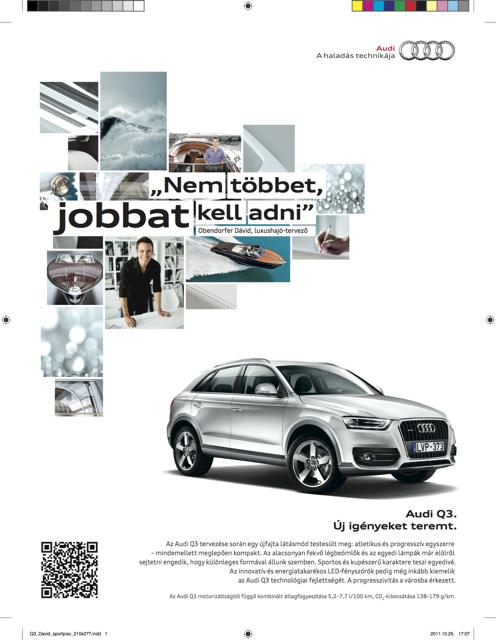 Audi
A haladás technikája
„Nem többet,
jobbat kell adni”
Obendorfer Dávid, luxushajó-tervező
LVP-373
Audi Q3.
Új igényeket teremt.
Az Audi Q3 tervezése során egy újfajta látásmód testesült meg: atletikus és progresszív egyszerre
– mindemellett meglepően kompakt. Az alacsonyan fekvő légbeömlők és az egyedi lámpák már elölről
sejtetni engedik, hogy különleges formával állunk szemben. Sportos és kupészerű karaktere teszi egyedivé.
Az innovatív és energiatakarékos LED-fényszórók pedig még inkább kiemelik
az Audi Q3 technológiai fejlettségét. A progresszivitás a városba érkezett.
Az Audi Q3 motorizáltságtól függő kombinált átlagfogyasztása 5,2–7,7 l/100 km, CO₂-kibocsátása 138–179 g/km.
Q3_David_sportpiac_210x277.indd 1
2011.10.26. 17:07